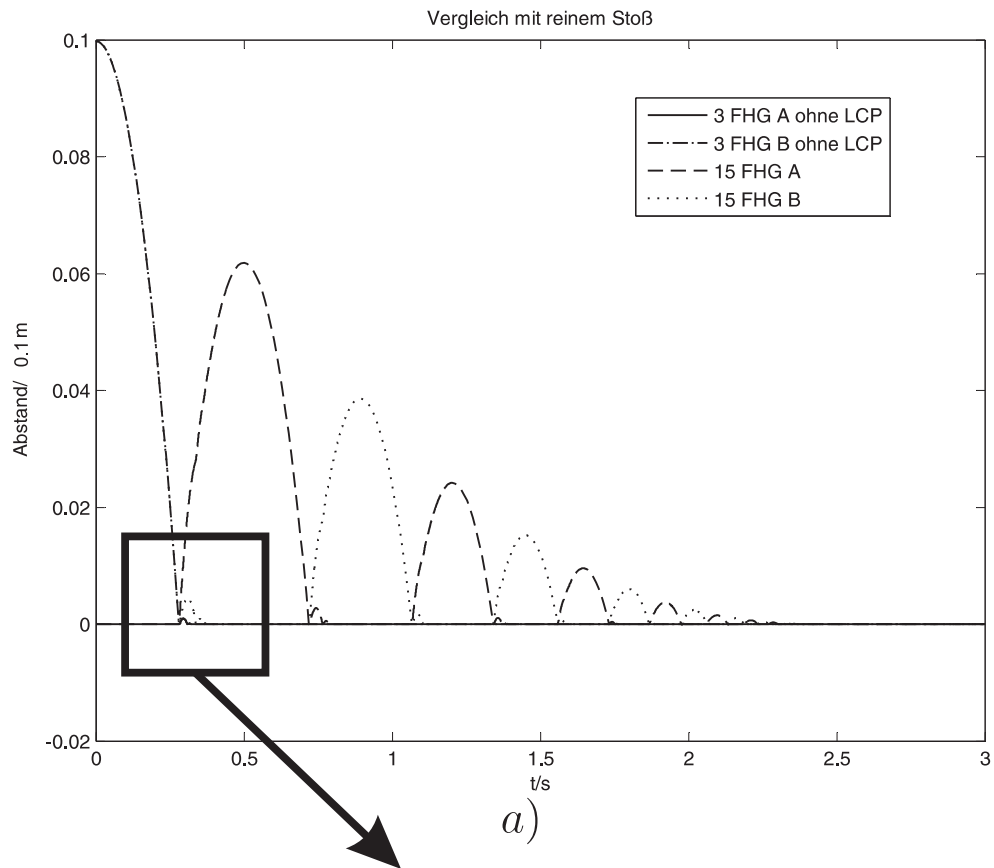 Vergleich mit reinem Stoß
0.1
0.08
0.06
0.04
0.02
0
-0.02
Abstand/ 0.1m
3 FHG A ohne LCP
3 FHG B ohne LCP
15 FHG A
15 FHG B
0
0.5
1
1.5
2
2.5
3
t/s
a)